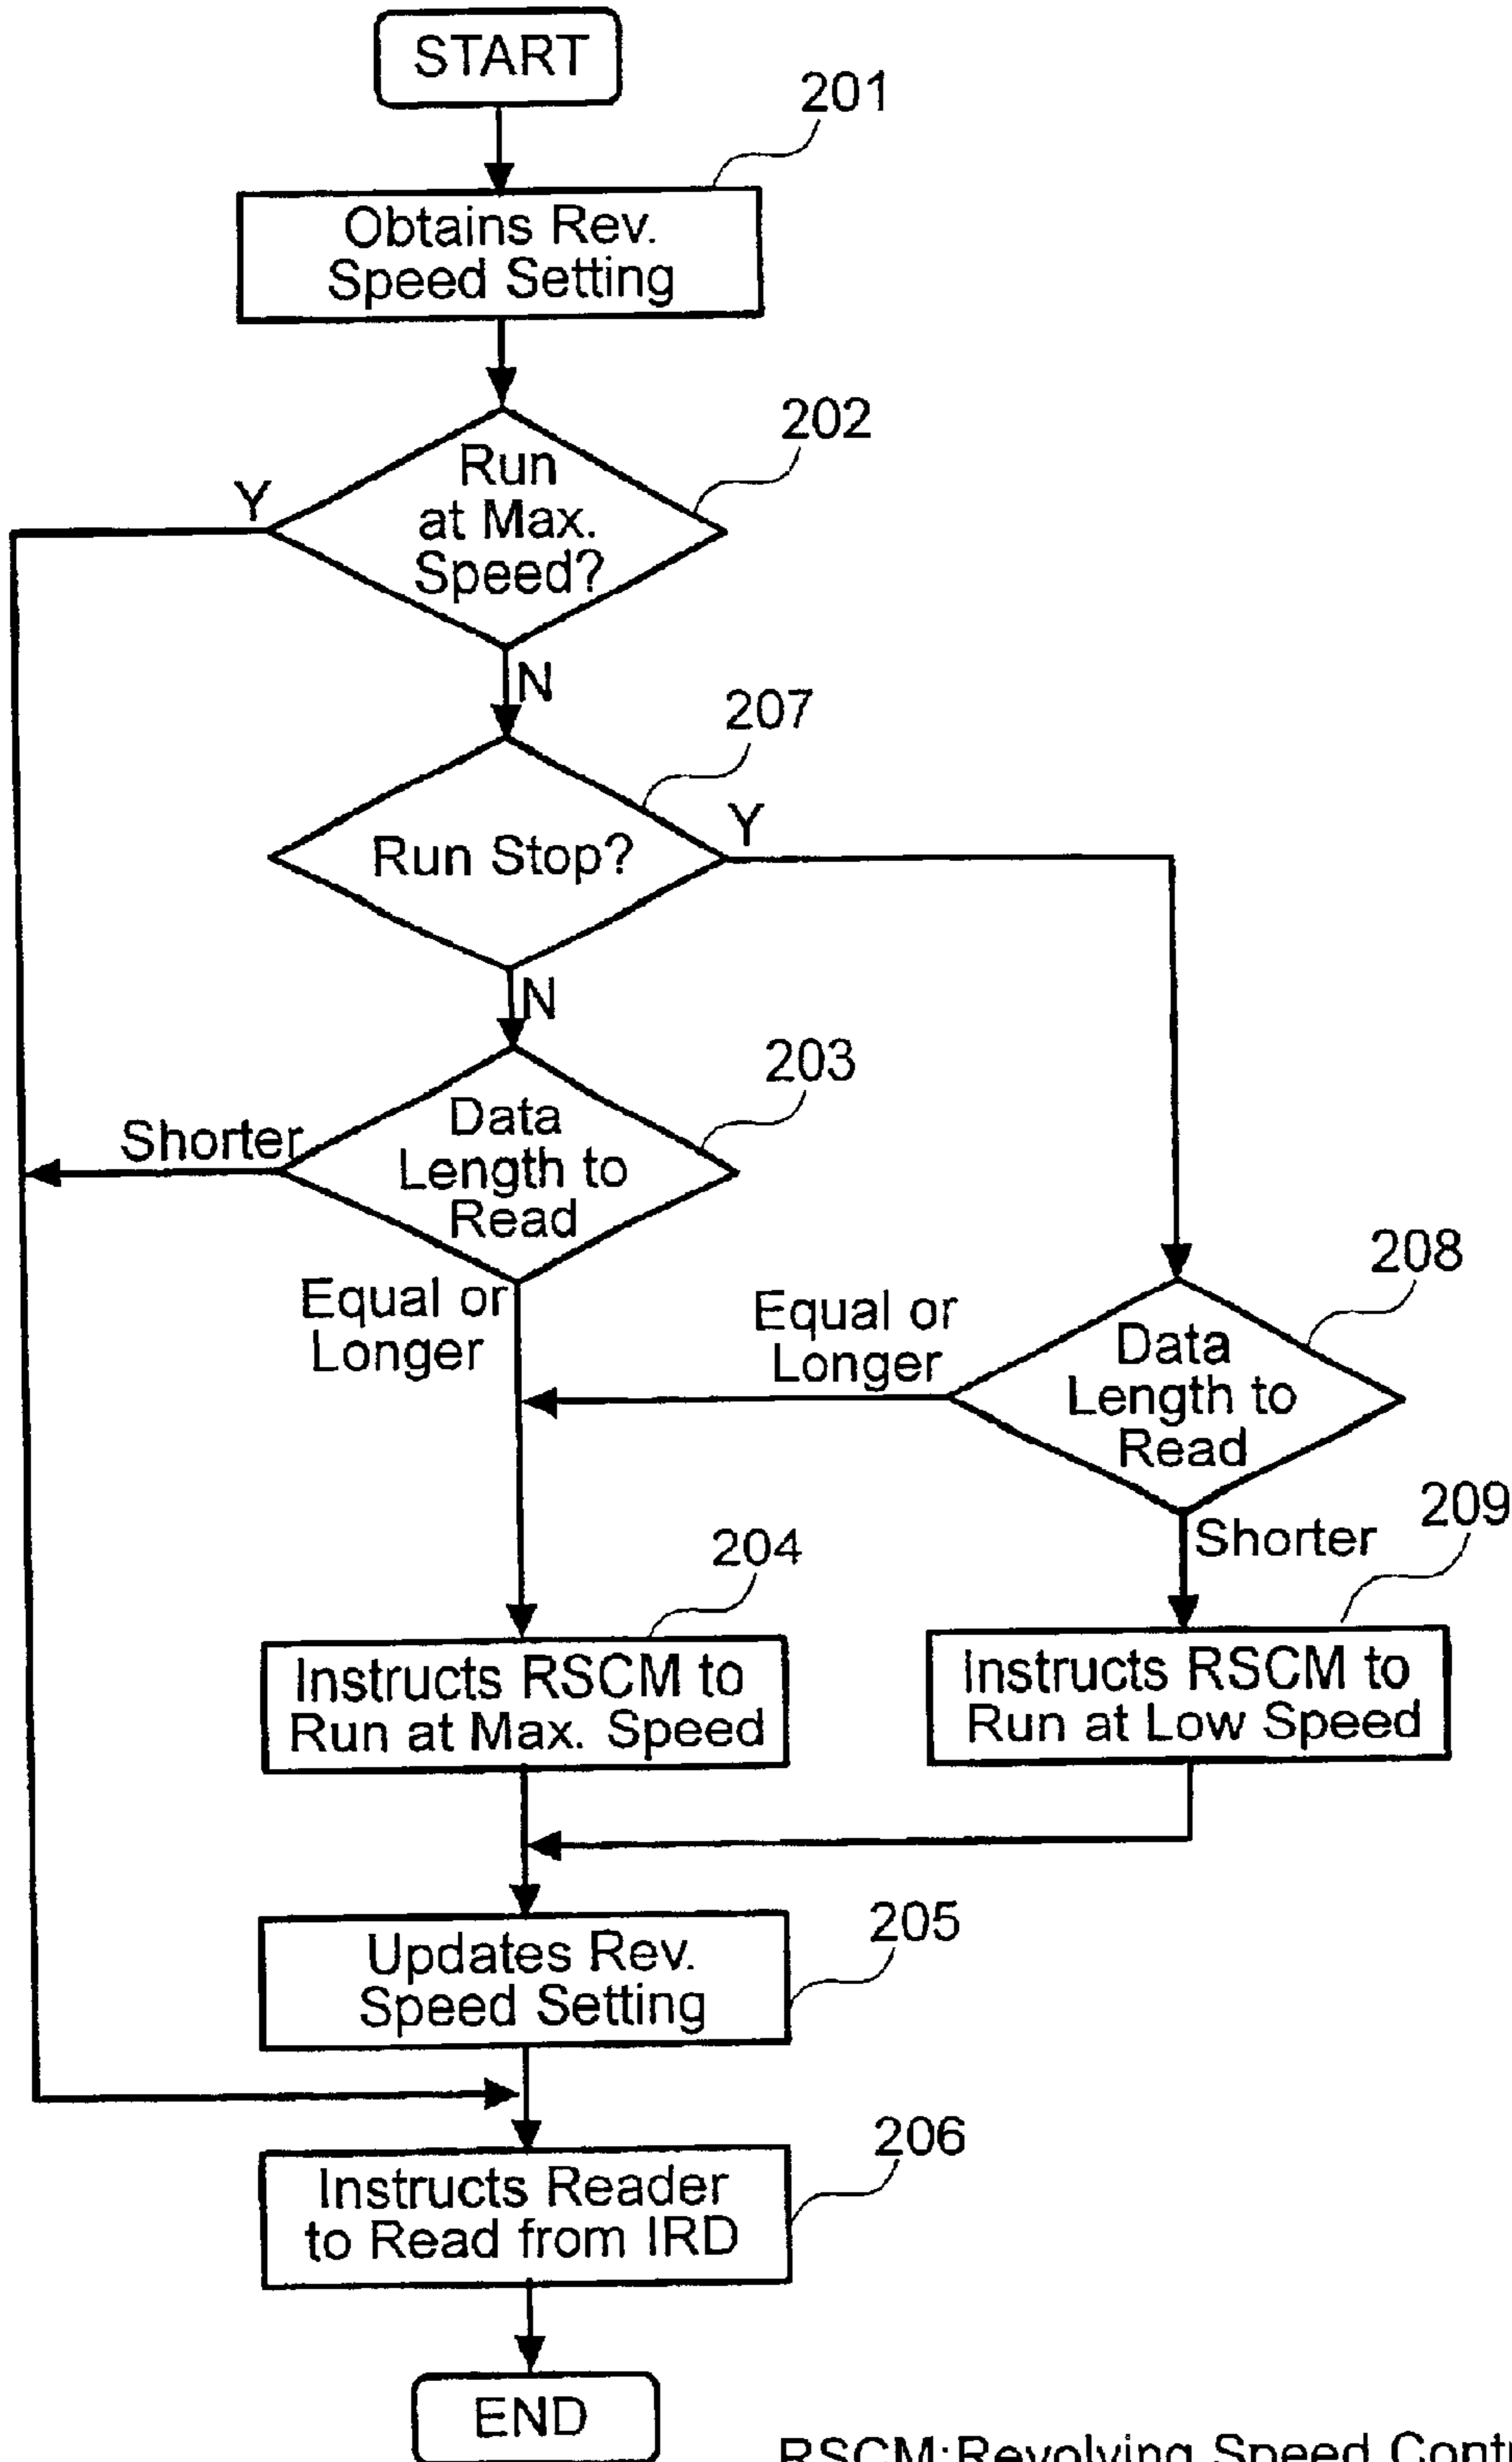 START
201
Obtains Rev.
Speed Setting
202
Run
at Max.
Speed?
Y
N
207
Run Stop?
Y
N
203
Data
Length to
Read
Shorter
Equal or
Longer
208
Data
Length to
Read
Equal or
Longer
Shorter
209
204
Instructs RSCM to
Run at Max. Speed
Instructs RSCM to
Run at Low Speed
205
Updates Rev.
Speed Setting
206
Instructs Reader
to Read from IRD
END
RSCM:Revolving Speed